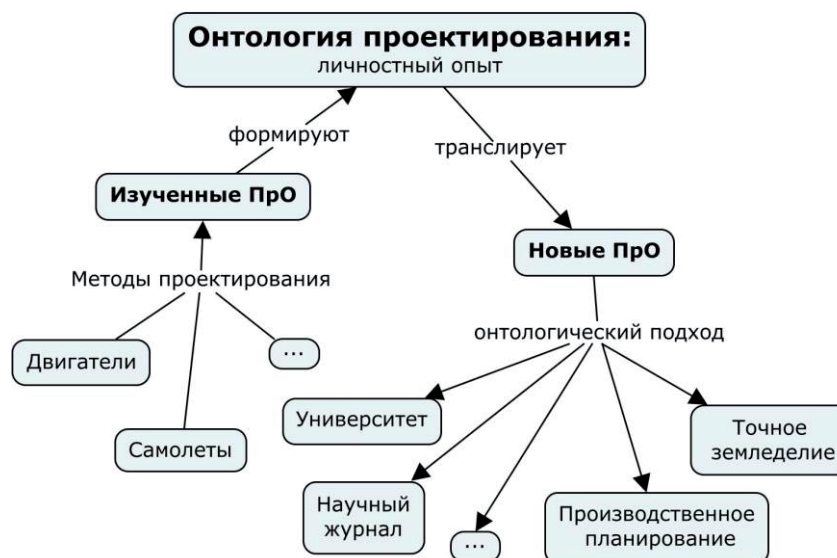 Онтология проектирования:
личностный опыт
формируют
транслирует
Изученные ПрО
Новые ПрО
Методы проектирования
онтологический подход
Двигатели
...
Самолеты
Университет
Точное
земледелие
Научный
журнал
...
Производственное
планирование